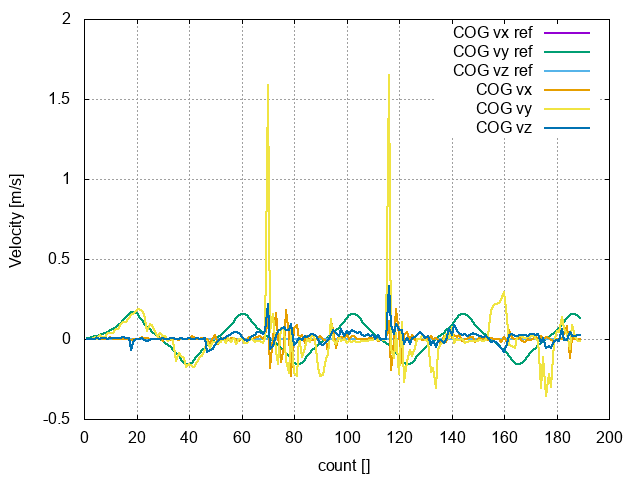 2
1.5
1
0.5
0
-0.5
0 20 40 60 80 100 120 140 160 180 200
Velocity [m/s]
count []
COG vx ref
COG vy ref
COG vz ref
COG vx
COG vy
COG vz